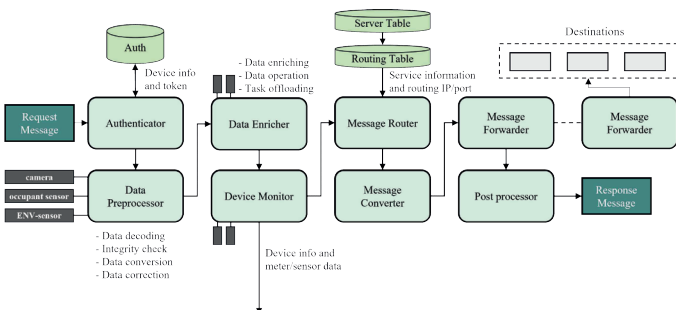 Server Table
Destinations
Auth
Routing Table
Device info
and token
- Data enriching
- Data operation
- Task offloading
Service information
and routing IP/port
Request
Message
Authenticator
Data Enricher
Message Router
Message
Forwarder
Message
Forwarder
camera
occupant sensor
ENV-sensor
Data
Preprocessor
Device Monitor
Message
Converter
Post processor
Response
Message
- Data decoding
- Integrity check
- Data conversion
- Data correction
Device info and
meter/sensor data